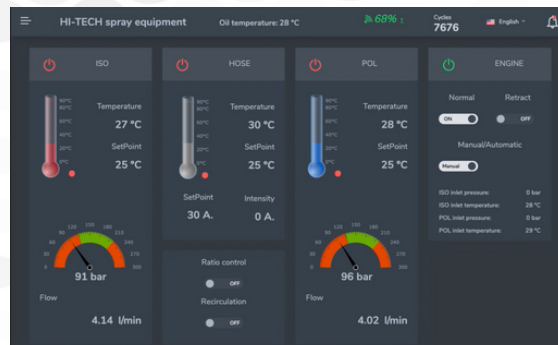 HI-TECH spray equipment
Oil temperature: 28 °C
68%
Cycles
7676
English
ISO
HOSE
POL
ENGINE
Temperature
27 °C
SetPoint
25 °C
Temperature
30 °C
SetPoint
25 °C
SetPoint
30 A.
Intensity
0 A.
Temperature
28 °C
SetPoint
25 °C
Normal
Retract
ON
OFF
Manual/Automatic
Manual
ISO inlet pressure: 0 bar
ISO inlet temperature: 28 °C
POL inlet pressure: 0 bar
POL inlet temperature: 29 °C
91 bar
Flow
4.14 l/min
Ratio control
OFF
Recirculation
OFF
96 bar
Flow
4.02 l/min